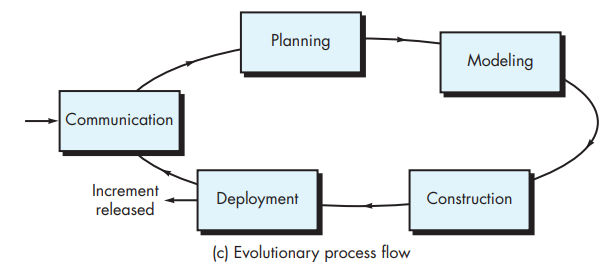 Planning
Modeling
Communication
Increment
released
Deployment
Construction
(c) Evolutionary process flow